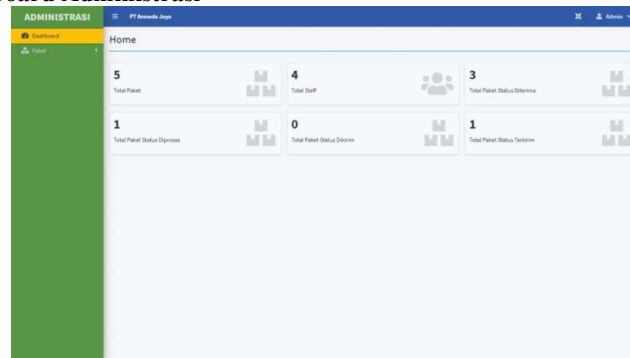 ADMINISTRASI
PT Armada Jaya
Admin
Dashboard
Paket
Home
5
Total Paket
4
Total Staff
3
Total Paket Status Diterima
1
Total Paket Status Diproses
0
Total Paket Status Dikirim
1
Total Paket Status Terkirim